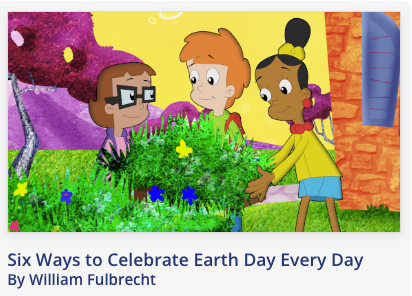 Six Ways to Celebrate Earth Day Every Day
By William Fulbrecht